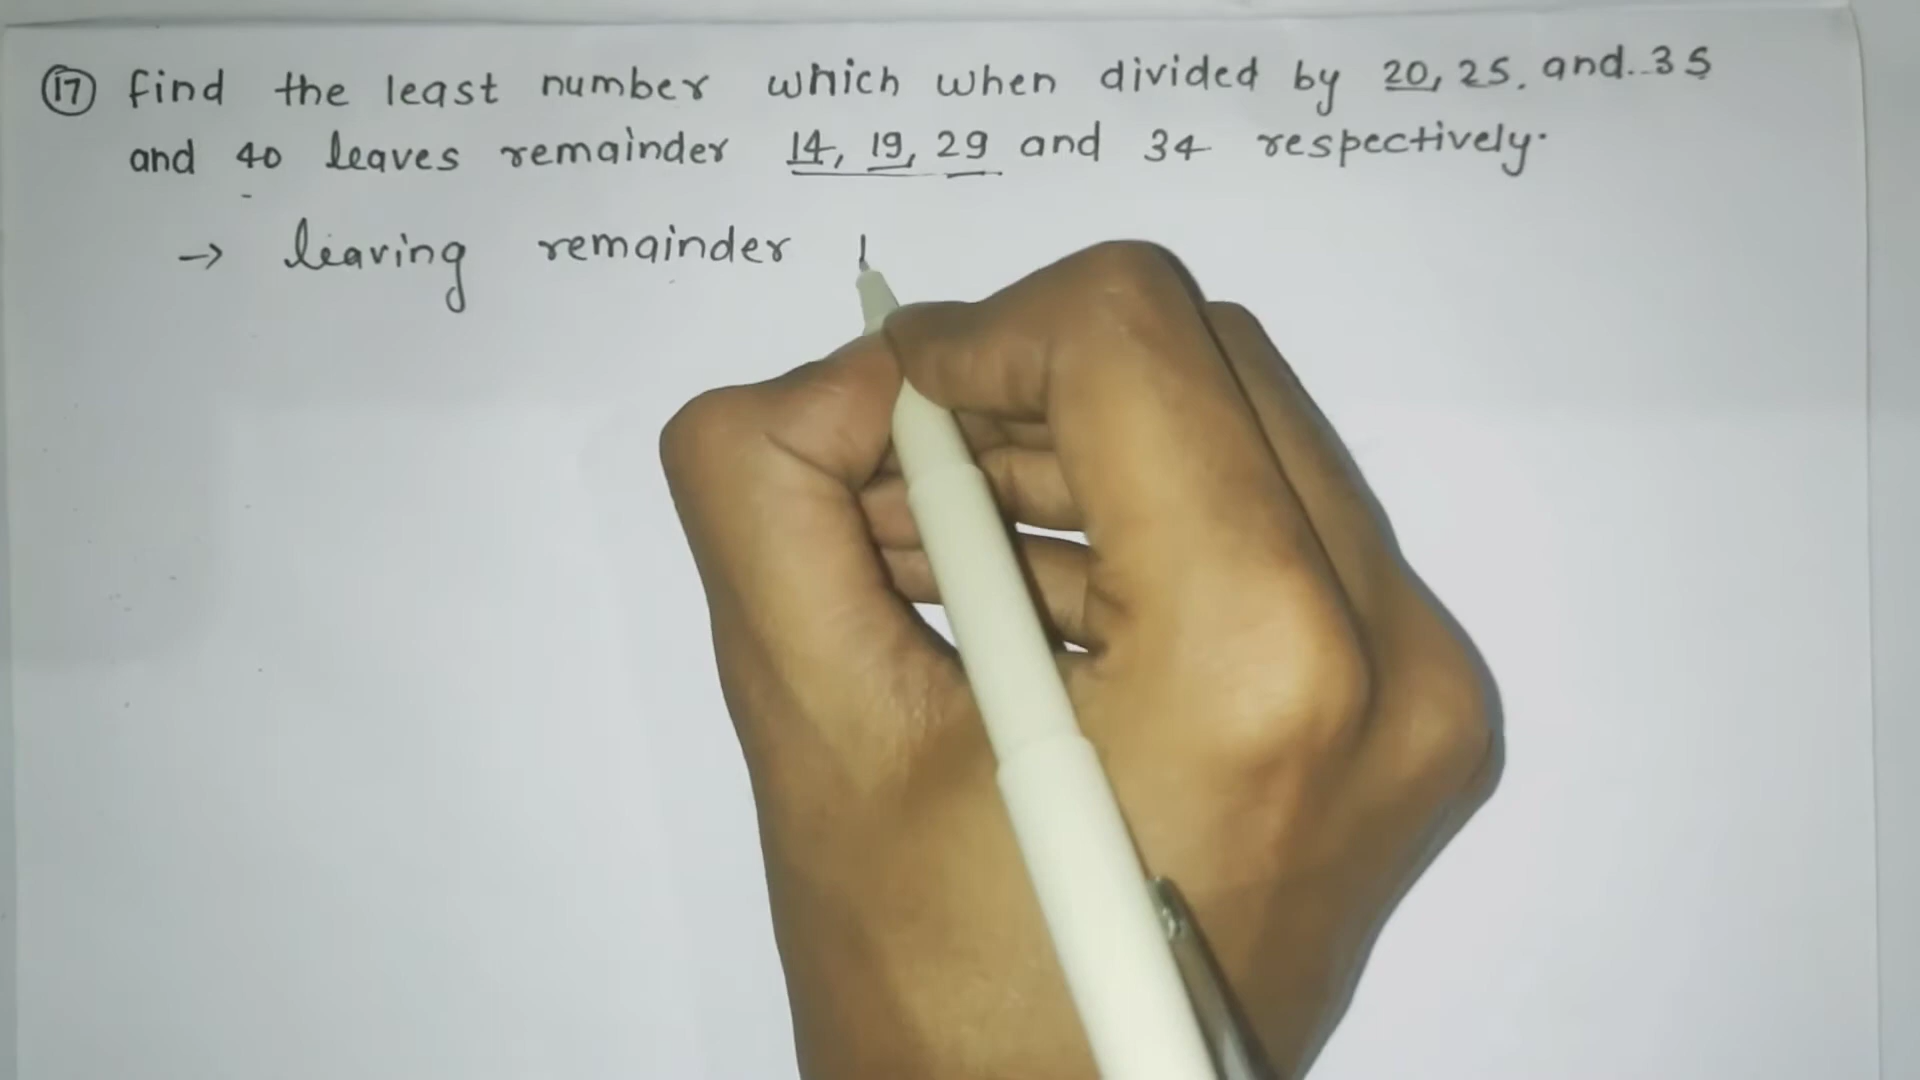 17 find the least number which when divided by 20, 25. and..35
and 40 leaves remainder 14, 19, 29 and 34 respectively.
→ leaving remainder 1